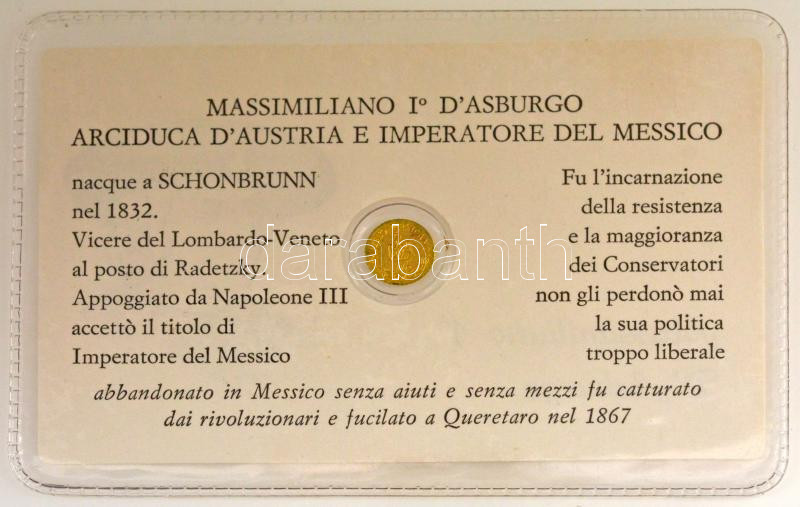 MASSIMILIANO Iº D'ASBURGO
ARCIDUCA D'AUSTRIA E IMPERATORE DEL MESSICO
nacque a SCHONBRUNN
nel 1832.
Vicere del Lombardo-Veneto
al posto di Radetzky.
Appoggiato da Napoleone III
accettò il titolo di
Imperatore del Messico
Fu l'incarnazione
della resistenza
e la maggioranza
dei Conservatori
non gli perdonò mai
la sua politica
troppo liberale
abbandonato in Messico senza aiuti e senza mezzi fu catturato
dai rivoluzionari e fucilato a Queretaro nel 1867
darabanth